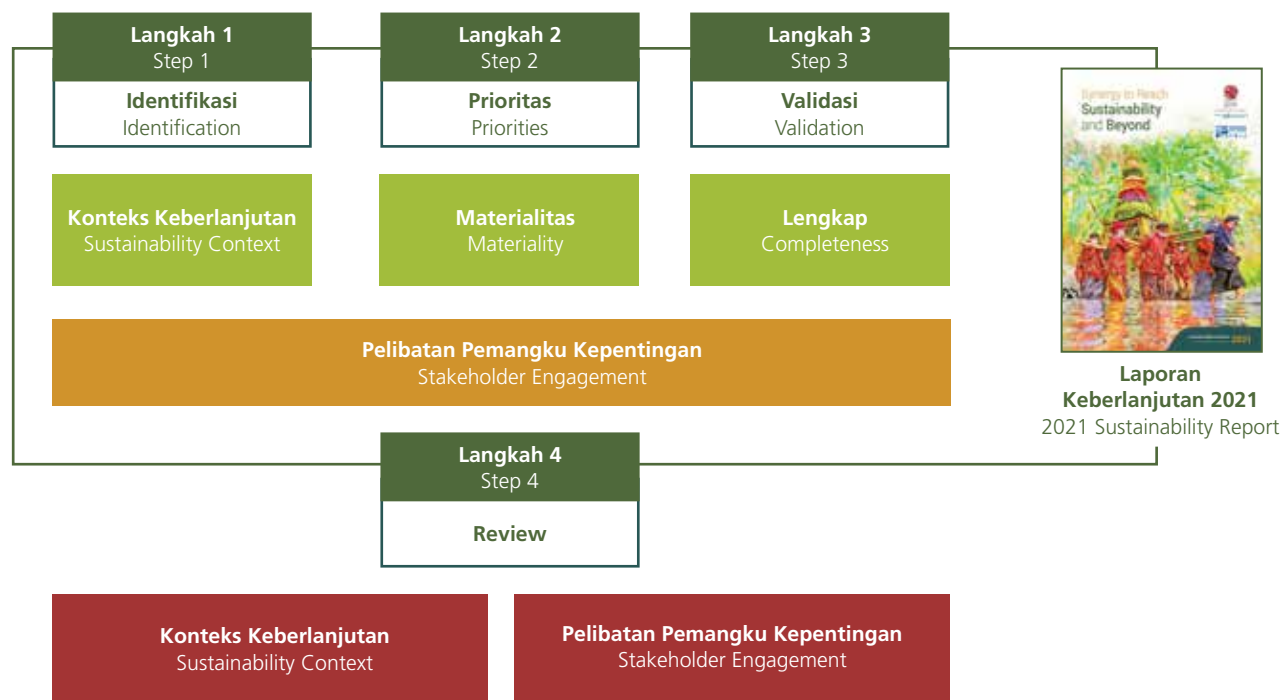 Langkah 1
Step 1
Identifikasi
Identification
Konteks Keberlanjutan
Sustainability Context
Langkah 2
Step 2
Prioritas
Priorities
Materialitas
Materiality
Langkah 3
Step 3
Validasi
Validation
Lengkap
Completeness
Pelibatan Pemangku Kepentingan
Stakeholder Engagement
Synergy to Reach
Sustainability
and Beyond
2021
Laporan
Keberlanjutan 2021
2021 Sustainability Report
Langkah 4
Step 4
Review
Konteks Keberlanjutan
Sustainability Context
Pelibatan Pemangku Kepentingan
Stakeholder Engagement